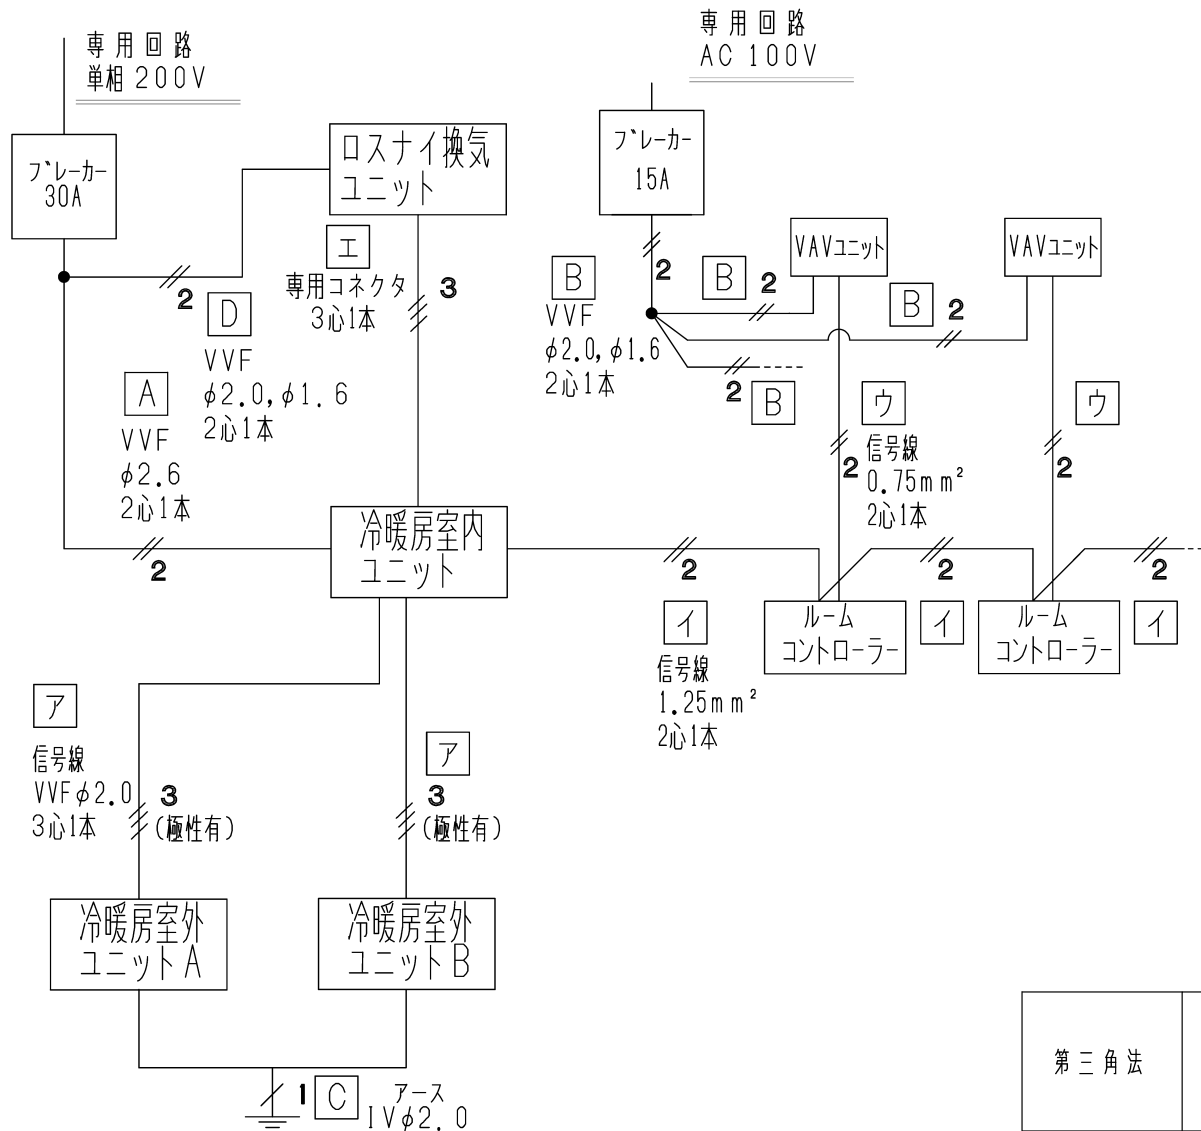 専用回路
単相 200V
専用回路
AC 100V
ブレーカー
30A
ロスナイ換気
ユニット
ブレーカー
15A
VAVユニット
VAVユニット
エ
専用コネクタ
3心1本
3
2
D
VVF
φ2.0,φ1.6
2心1本
A
VVF
φ2.6
2心1本
2
B
VVF
φ2.0,φ1.6
2心1本
2
B
2
B
2
2
B
ウ
信号線
0.75mm²
2心1本
2
ウ
2
冷暖房室内
ユニット
2
イ
信号線
1.25mm²
2心1本
ルーム
コントローラー
2
イ
ルーム
コントローラー
2
イ
ア
信号線
VVFφ2.0
3心1本
3
(極性有)
ア
3
(極性有)
冷暖房室外
ユニットA
冷暖房室外
ユニットB
1
C
アース
IVφ2.0
第三角法